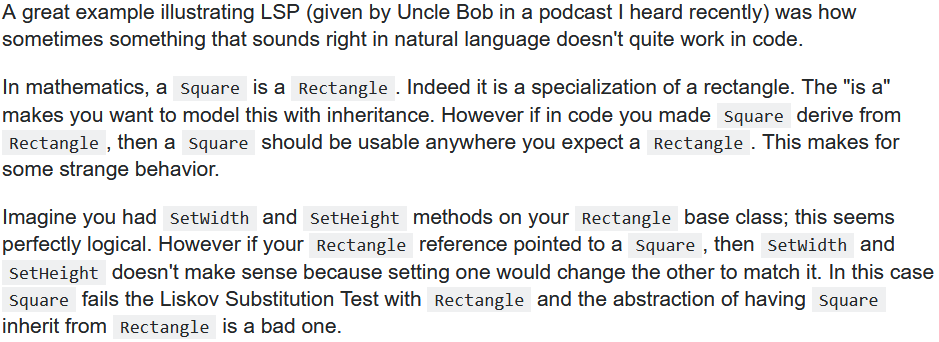 A great example illustrating LSP (given by Uncle Bob in a podcast I heard recently) was how
sometimes something that sounds right in natural language doesn't quite work in code.
In mathematics, a Square is a Rectangle. Indeed it is a specialization of a rectangle. The "is a"
makes you want to model this with inheritance. However if in code you made Square derive from
Rectangle, then a Square should be usable anywhere you expect a Rectangle. This makes for
some strange behavior.
Imagine you had SetWidth and SetHeight methods on your Rectangle base class; this seems
perfectly logical. However if your Rectangle reference pointed to a Square, then SetWidth and
SetHeight doesn't make sense because setting one would change the other to match it. In this case
Square fails the Liskov Substitution Test with Rectangle and the abstraction of having Square
inherit from Rectangle is a bad one.